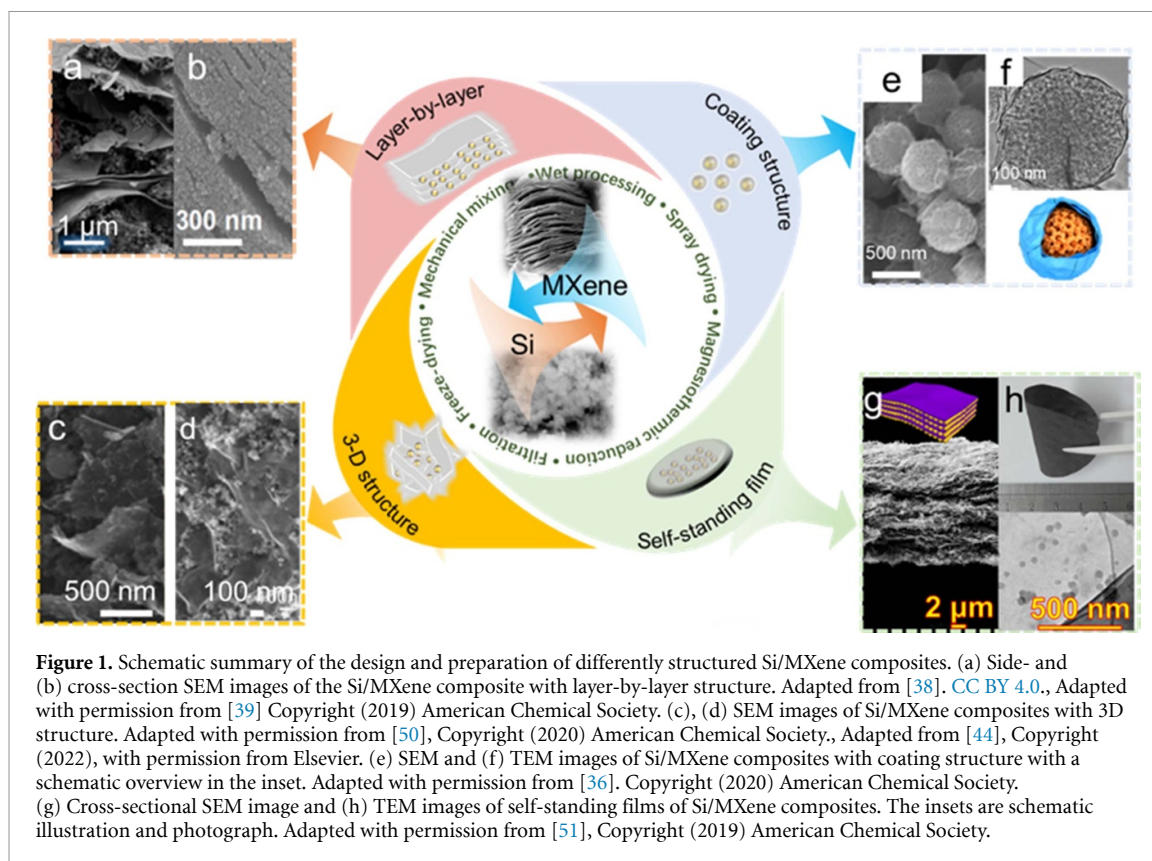 a
b
1 μm
300 nm
Layer-by-layer
Coating structure
e
f
100 nm
500 nm
•Wet processing • Spray drying • Magnesiothermic reduction • Filtration • Freeze-drying • Mechanical mixing
MXene
Si
c
d
500 nm
100 nm
3-D structure
Self-standing film
g
h
2 μm
500 nm
Figure 1. Schematic summary of the design and preparation of differently structured Si/MXene composites. (a) Side- and
(b) cross-section SEM images of the Si/MXene composite with layer-by-layer structure. Adapted from [38]. CC BY 4.0., Adapted
with permission from [39] Copyright (2019) American Chemical Society. (c), (d) SEM images of Si/MXene composites with 3D
structure. Adapted with permission from [50], Copyright (2020) American Chemical Society., Adapted from [44], Copyright
(2022), with permission from Elsevier. (e) SEM and (f) TEM images of Si/MXene composites with coating structure with a
schematic overview in the inset. Adapted with permission from [36]. Copyright (2020) American Chemical Society.
(g) Cross-sectional SEM image and (h) TEM images of self-standing films of Si/MXene composites. The insets are schematic
illustration and photograph. Adapted with permission from [51], Copyright (2019) American Chemical Society.